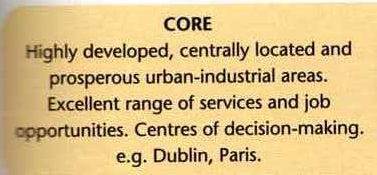 CORE
Highly developed, centrally located and
prosperous urban-industrial areas.
Excellent range of services and job
opportunities. Centres of decision-making.
e.g. Dublin, Paris.